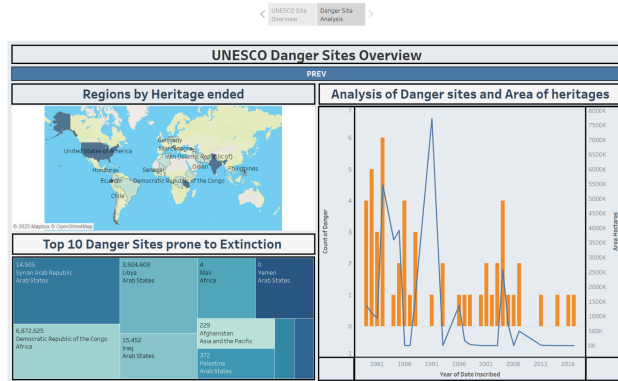 UNESCO Site
Overview
Danger Site
Analysis
UNESCO Danger Sites Overview
PREV
Regions by Heritage ended
Germany
Montenegro
United States of America
Iran (Islamic Republic of)
Oman
Honduras
Senegal
Philippines
Ecuador
Democratic Republic of the Congo
Chile
© 2025 Mapbox © OpenStreetMap
Top 10 Danger Sites prone to Extinction
14,505
Syrian Arab Republic
Arab States
3,924,609
Libya
Arab States
4
Mali
Africa
0
Yemen
Arab States
6,872,625
Democratic Republic of the Congo
Africa
15,452
Iraq
Arab States
229
Afghanistan
Asia and the Pacific
372
Palestine
Arab States
Analysis of Danger sites and Area of heritages
Count of Danger
7
6
5
4
3
2
1
0
-1
8000K
7500K
7000K
6500K
6000K
5500K
5000K
4500K
4000K
3500K
3000K
2500K
2000K
1500K
1000K
500K
0K
Area Hectares
1981
1986
1991
1996
2001
2006
2011
2016
Year of Date Inscribed